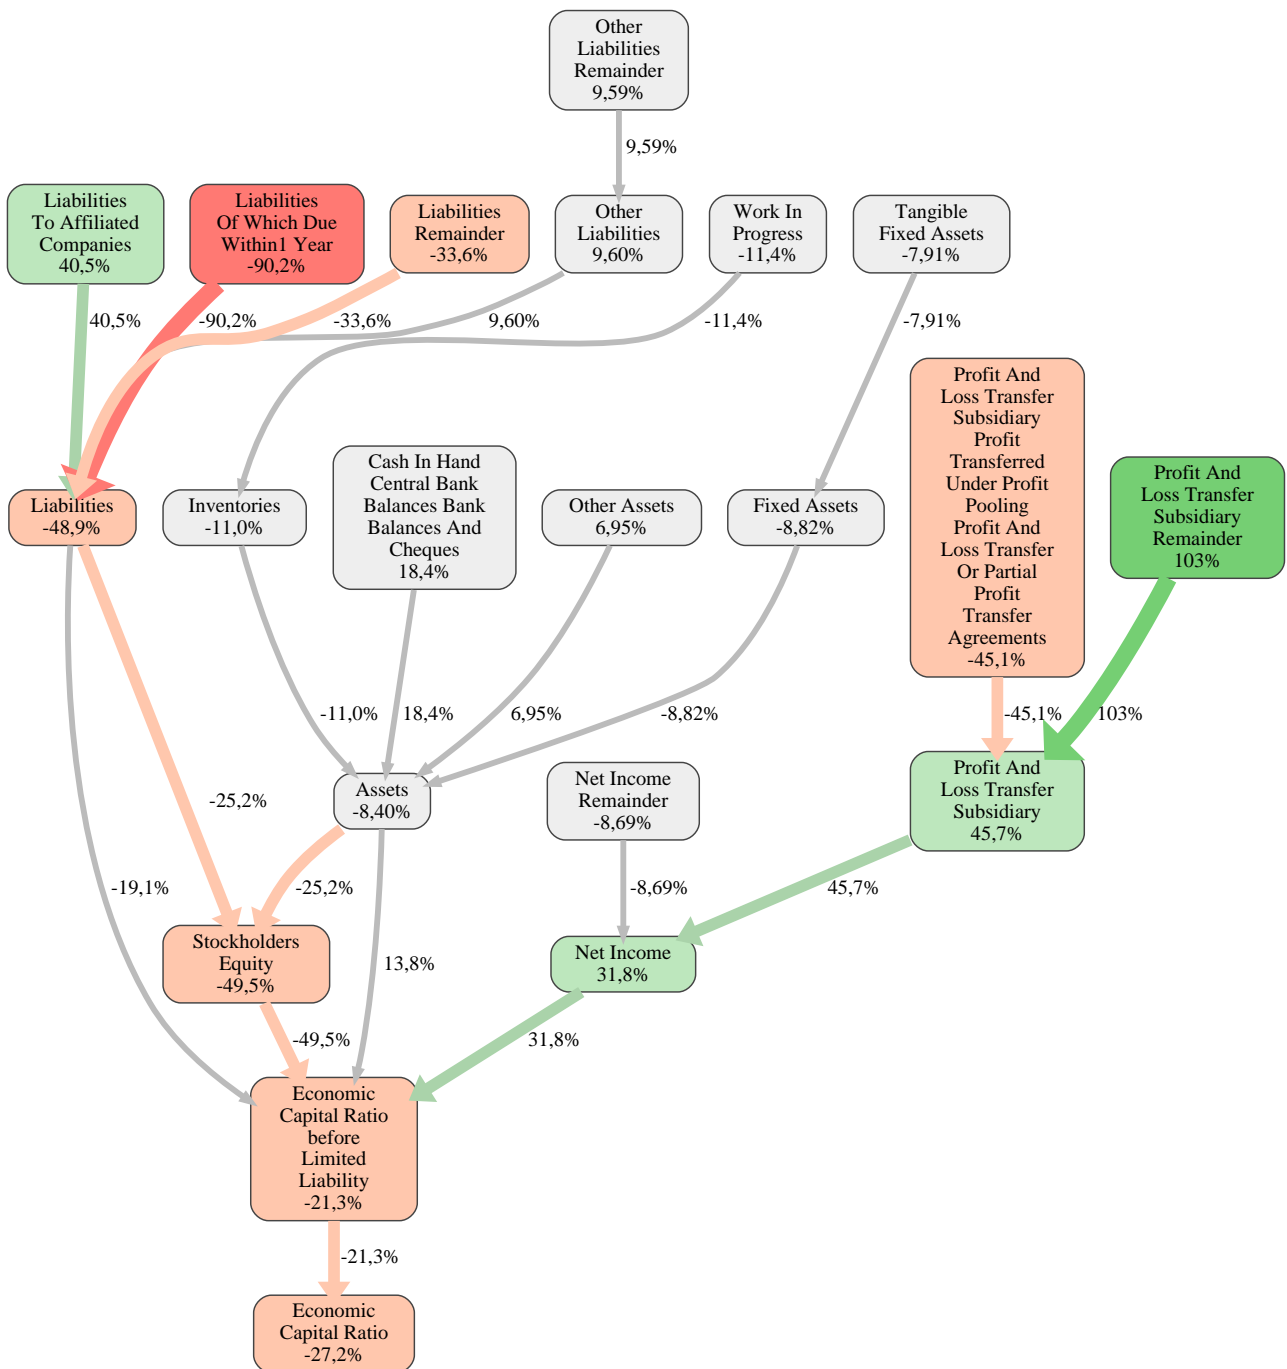 Other
Liabilities
Remainder
9,59%
9,59%
Liabilities
To Affiliated
Companies
40,5%
Liabilities
Of Which Due
Within1 Year
-90,2%
Liabilities
Remainder
-33,6%
Other
Liabilities
9,60%
Work In
Progress
-11,4%
Tangible
Fixed Assets
-7,91%
40,5%
-90,2%
-33,6%
9,60%
-11,4%
-7,91%
Profit And
Loss Transfer
Subsidiary
Profit
Transferred
Under Profit
Pooling
Profit And
Loss Transfer
Or Partial
Profit
Transfer
Agreements
-45,1%
Profit And
Loss Transfer
Subsidiary
Remainder
103%
Liabilities
-48,9%
Inventories
-11,0%
Cash In Hand
Central Bank
Balances Bank
Balances And
Cheques
18,4%
Other Assets
6,95%
Fixed Assets
-8,82%
-11,0%
18,4%
6,95%
-8,82%
-45,1%
103%
Assets
-8,40%
Net Income
Remainder
-8,69%
Profit And
Loss Transfer
Subsidiary
45,7%
-25,2%
-19,1%
-25,2%
-8,69%
45,7%
Stockholders
Equity
-49,5%
13,8%
Net Income
31,8%
-49,5%
31,8%
Economic
Capital Ratio
before
Limited
Liability
-21,3%
-21,3%
Economic
Capital Ratio
-27,2%